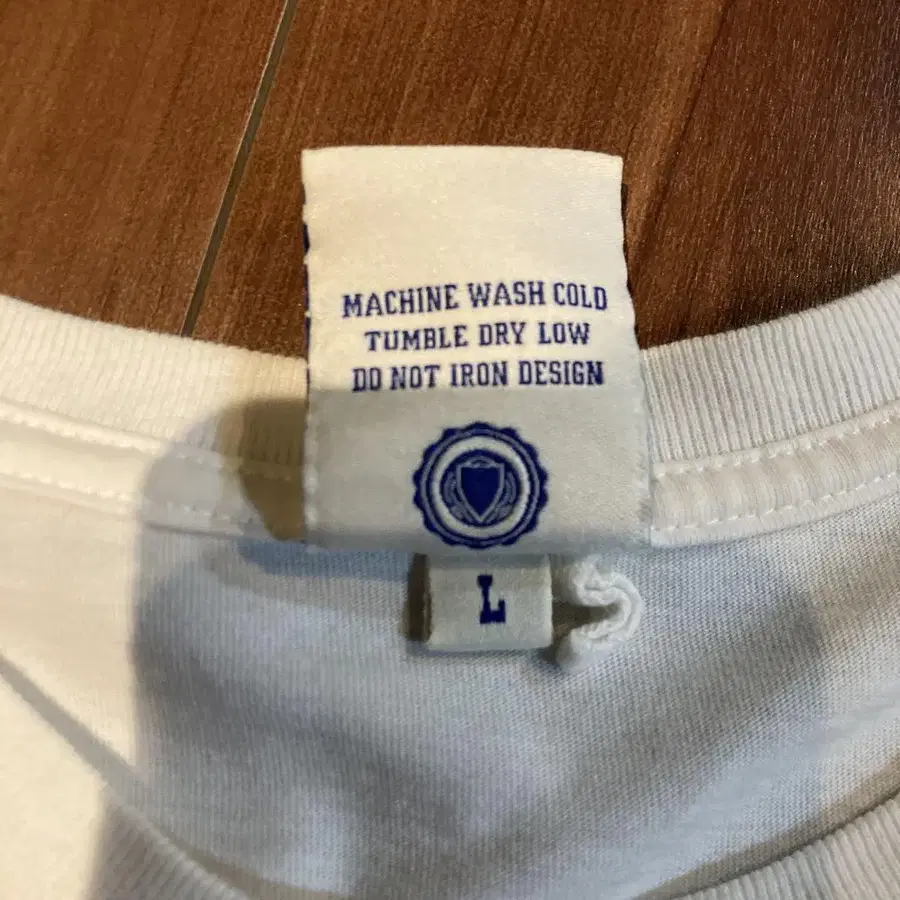 MACHINE WASH COLD
TUMBLE DRY LOW
DO NOT IRON DESIGN
L